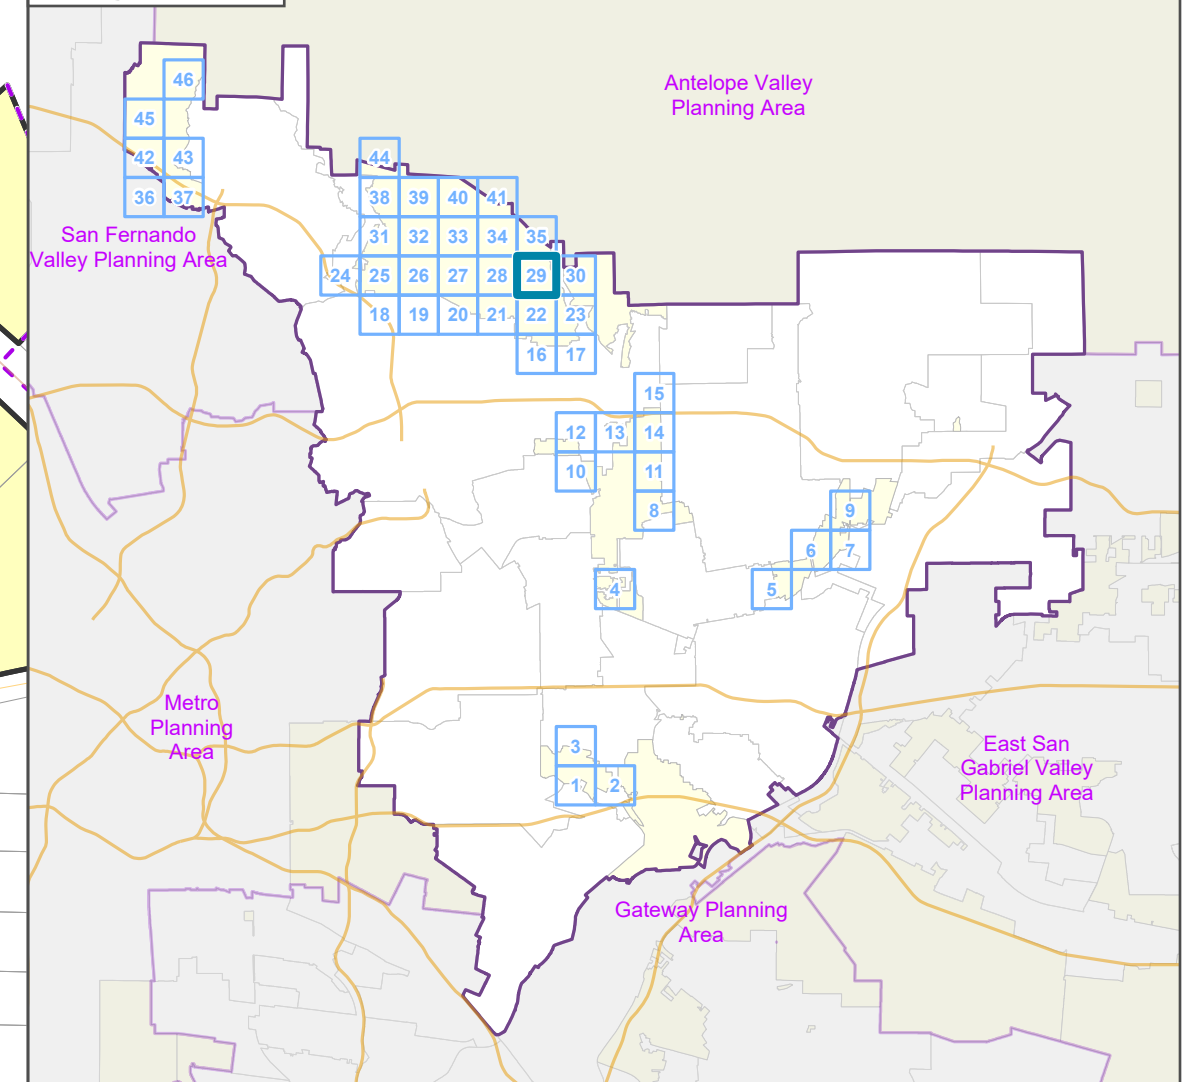 46
Antelope Valley
Planning Area
45
42 43
44
36 37
38 39 40 41
San Fernando
Valley Planning Area
31 32 33 34 35
24 25 26 27 28 29 30
18 19 20 21 22 23
16 17
15
12 13 14
10 11
8
9
6 7
5
4
Metro
Planning
Area
3
East San
Gabriel Valley
Planning Area
1 2
Gateway Planning
Area